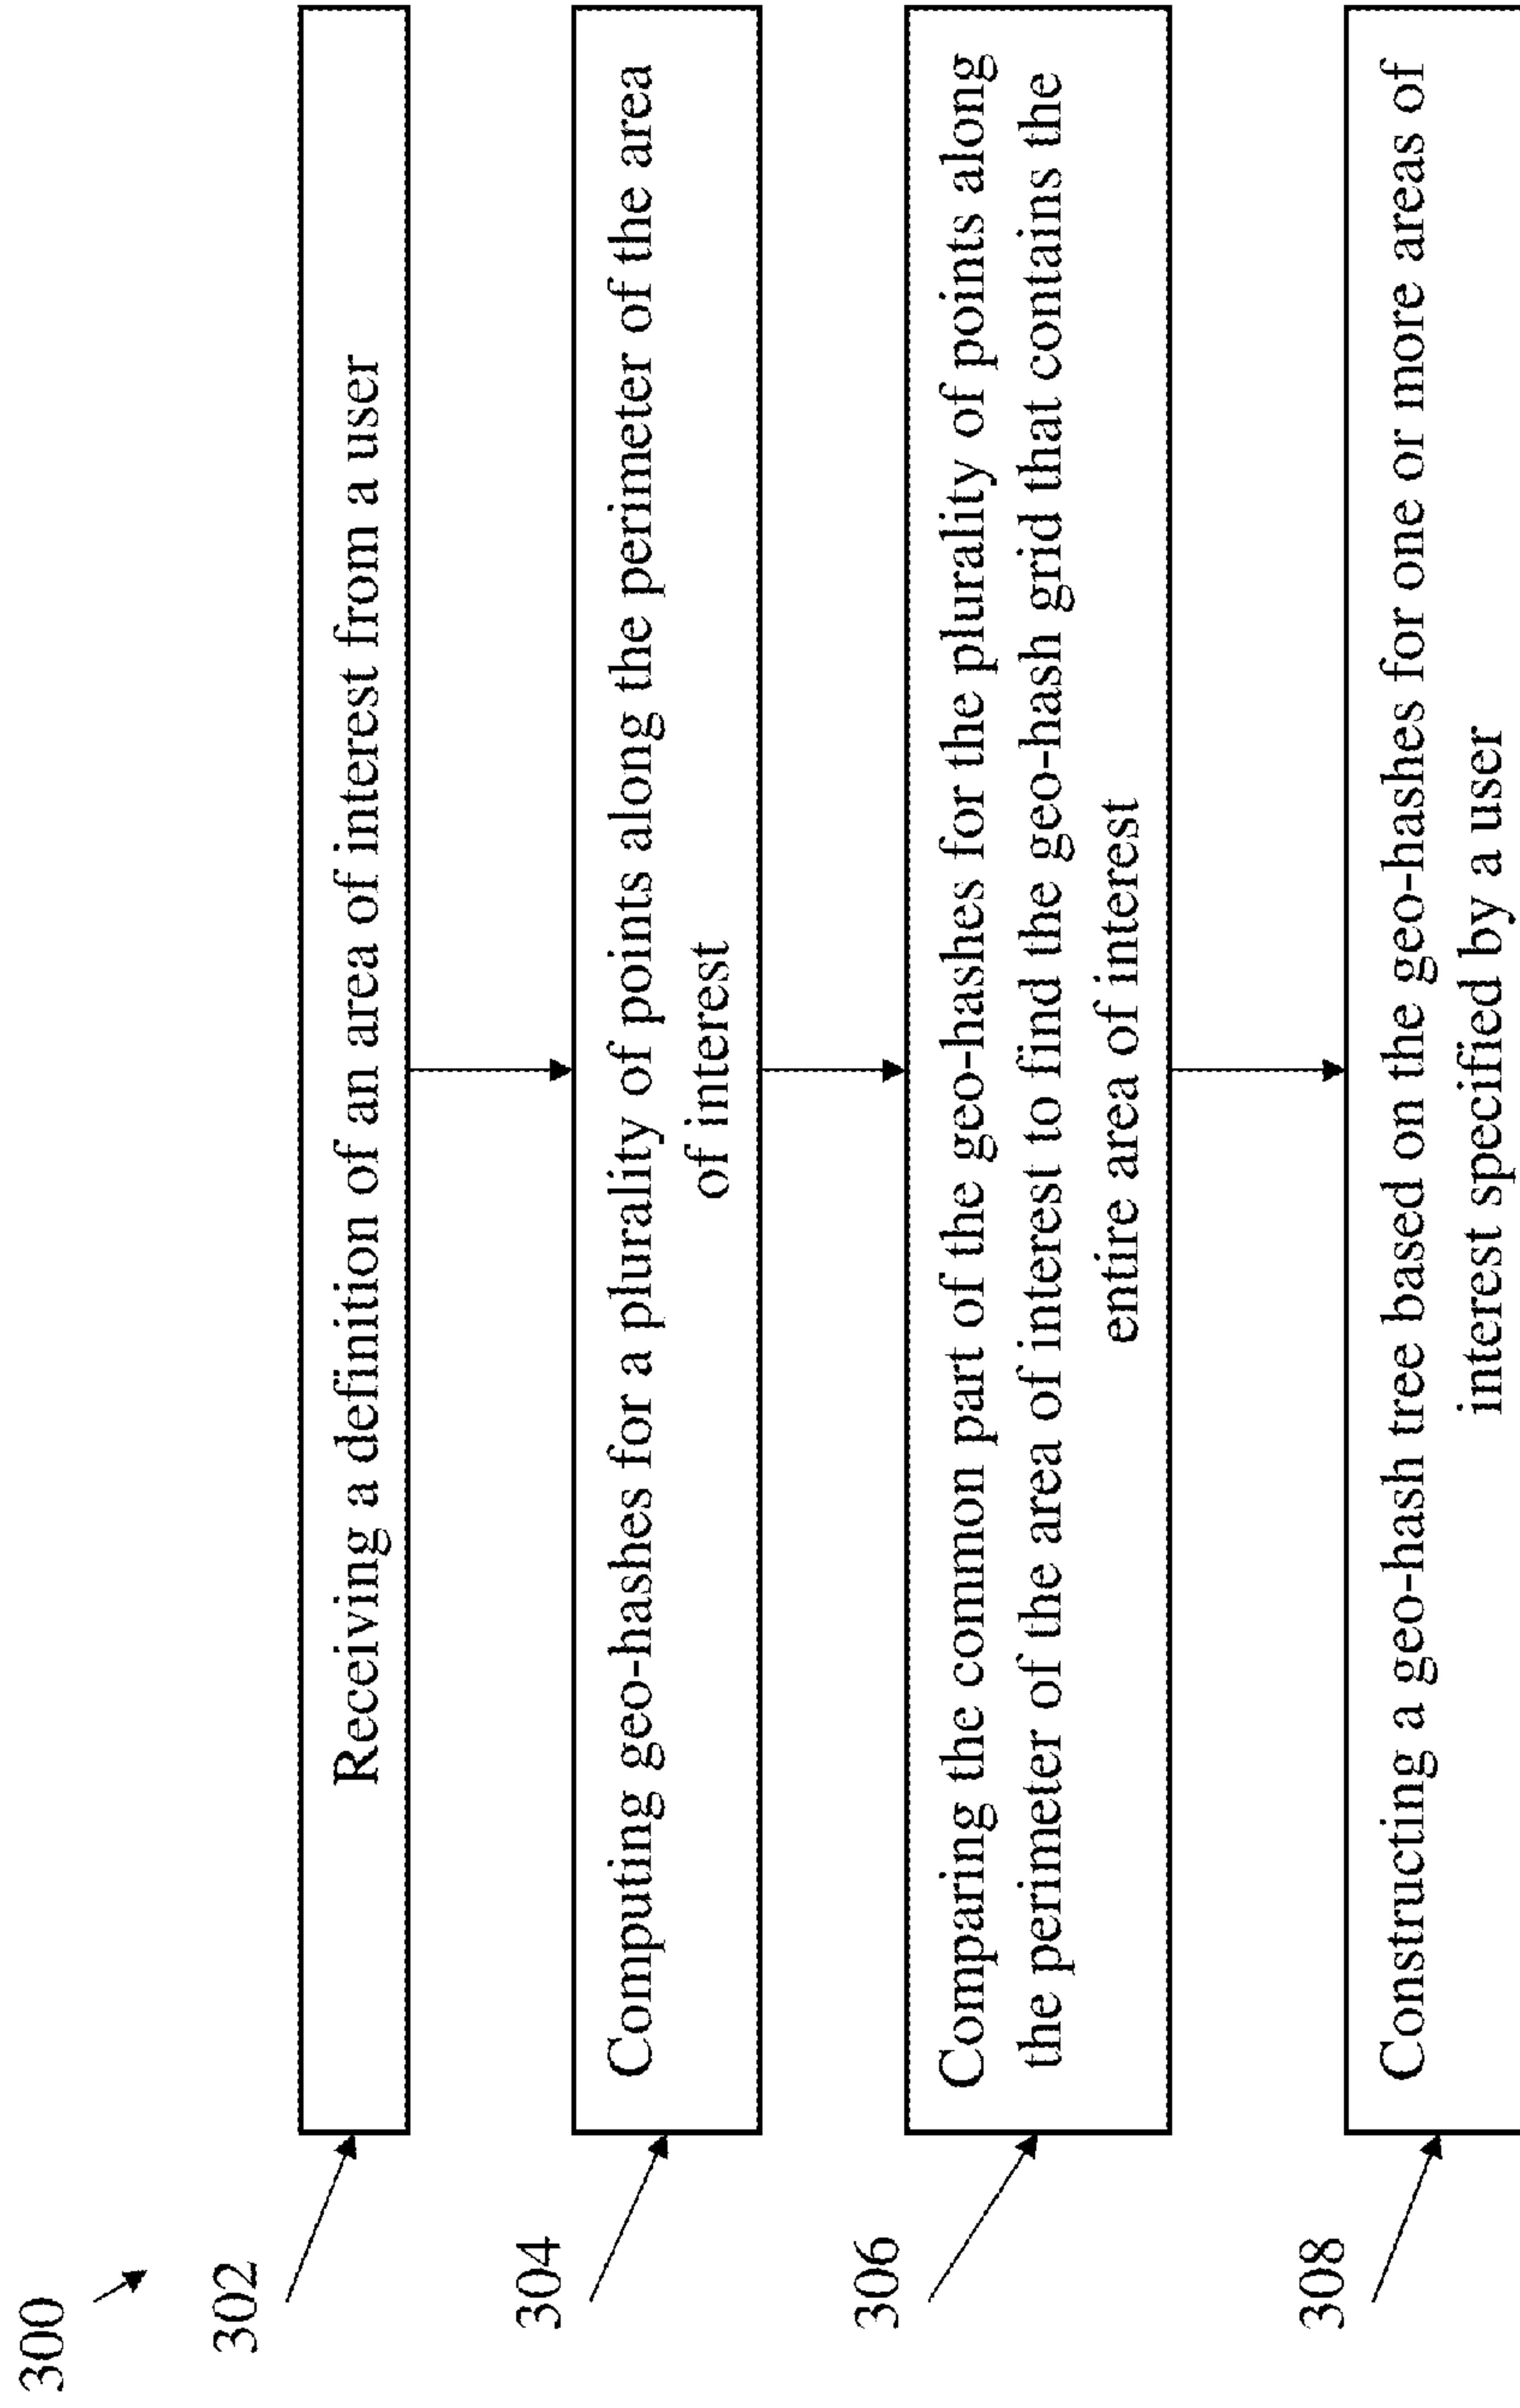 300
302
Receiving a definition of an area of interest from a user
304
Computing geo-hashes for a plurality of points along the perimeter of the area
of interest
306
Comparing the common part of the geo-hashes for the plurality of points along
the perimeter of the area of interest to find the geo-hash grid that contains the
entire area of interest
308
Constructing a geo-hash tree based on the geo-hashes for one or more areas of
interest specified by a user